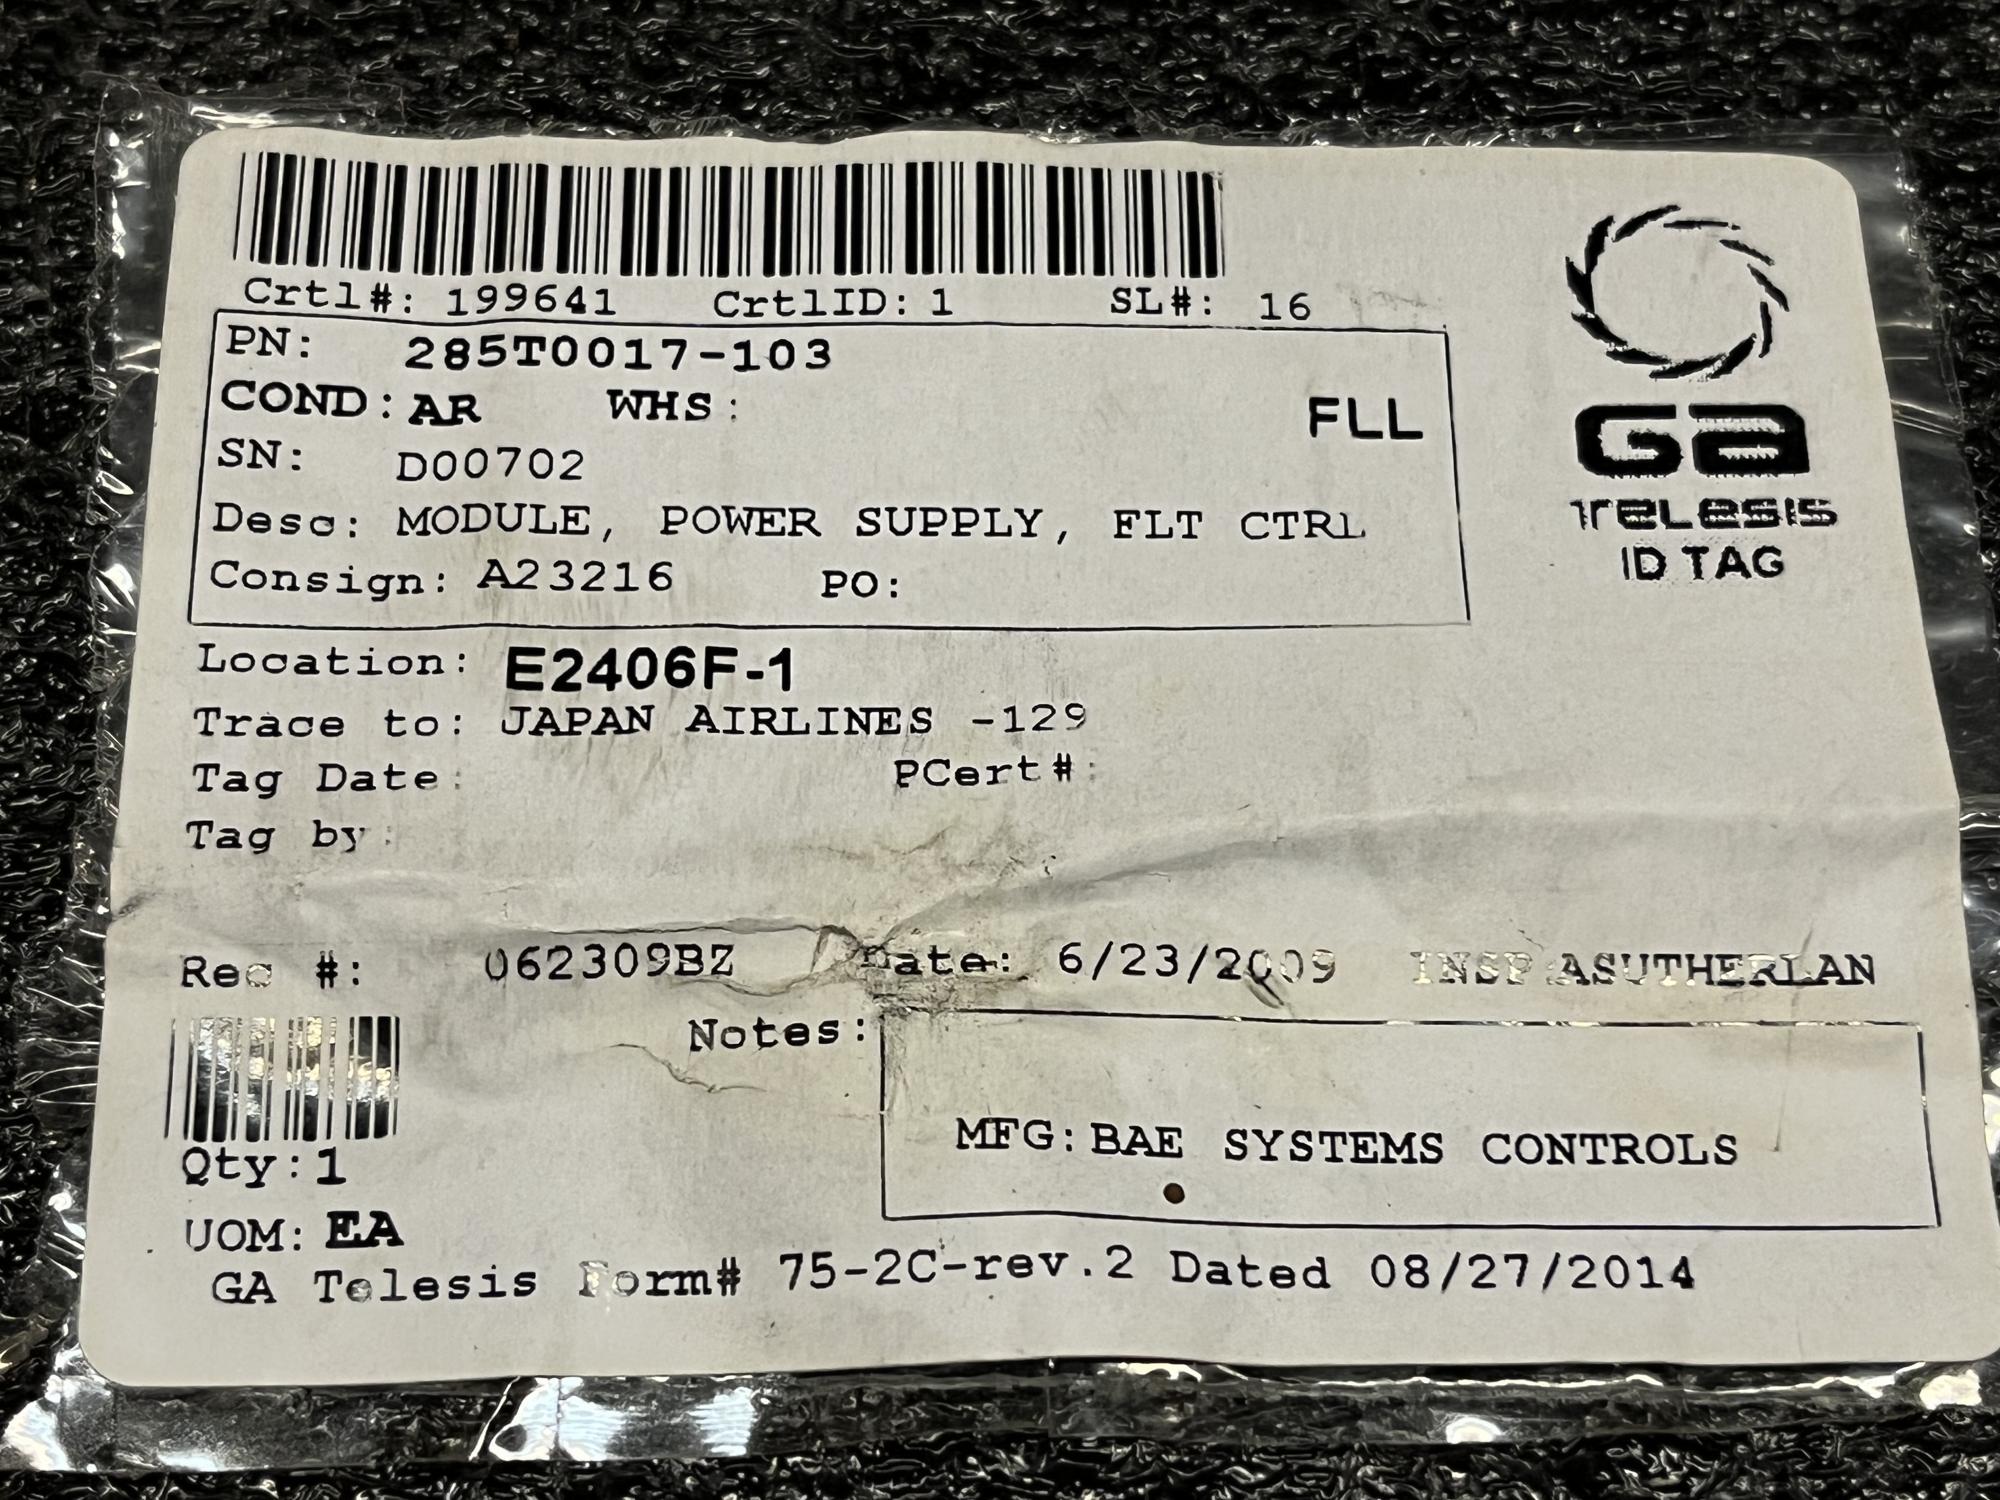 Crtl#: 199641 CrtlID: 1 SL#: 16
PN: 285T0017-103
COND: AR WHS: FLL
SN: D00702
Desc: MODULE, POWER SUPPLY, FLT CTRL
Consign: A23216 PO:
GA
TELESIS
ID TAG
Location: E2406F-1
Trace to: JAPAN AIRLINES -129
Tag Date: PCert#:
Tag by:
Rec #: 062309BZ Date: 6/23/2009 INSP ASUTHERLAN
Notes:
MFG: BAE SYSTEMS CONTROLS
Qty: 1
UOM: EA
GA Telesis Form# 75-2C-rev.2 Dated 08/27/2014